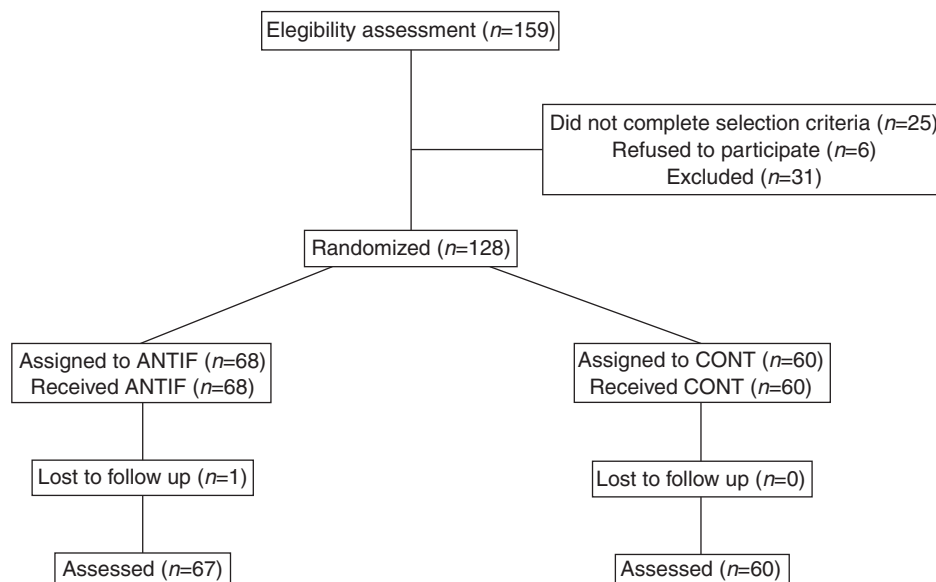 Elegibility assessment (n=159)
Did not complete selection criteria (n=25)
Refused to participate (n=6)
Excluded (n=31)
Randomized (n=128)
Assigned to ANTIF (n=68)
Received ANTIF (n=68)
Assigned to CONT (n=60)
Received CONT (n=60)
Lost to follow up (n=1)
Lost to follow up (n=0)
Assessed (n=67)
Assessed (n=60)